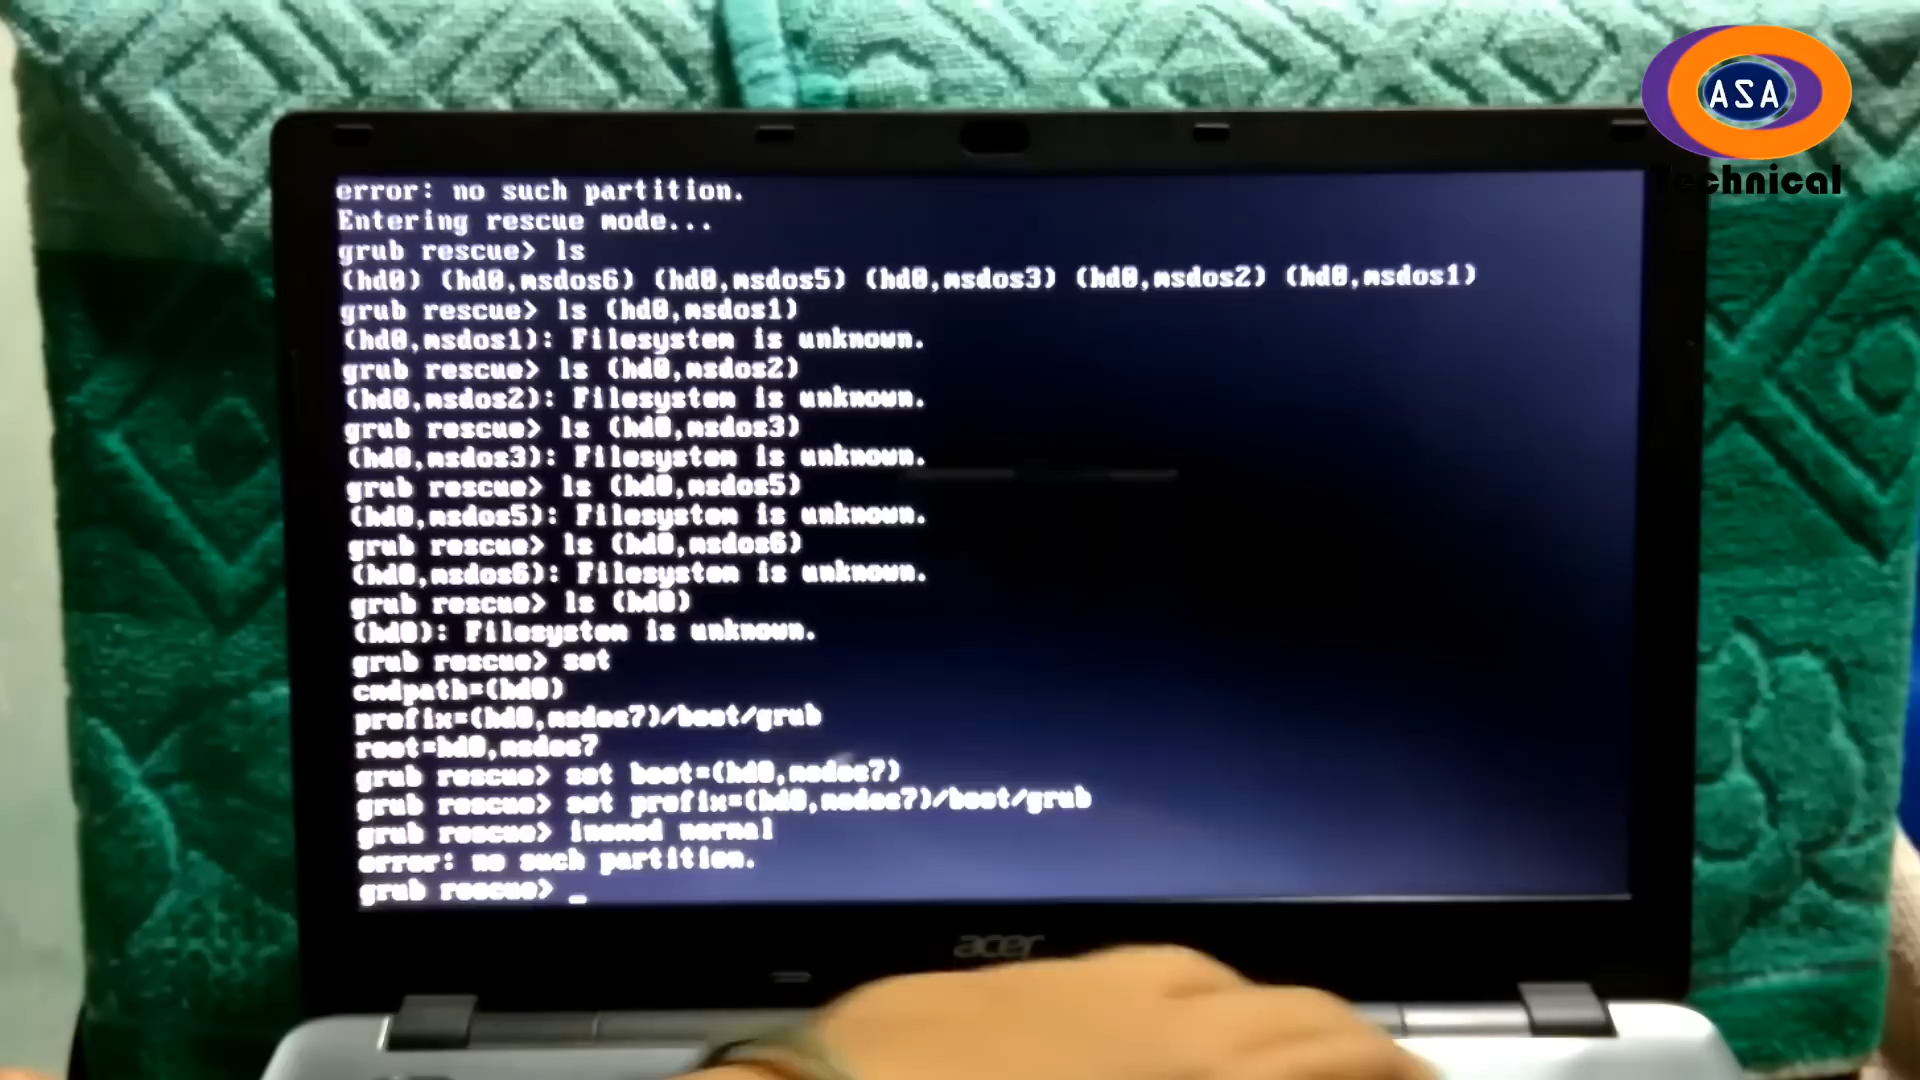 ASA
Technical
error: no such partition.
Entering rescue mode...
grub rescue> ls
(hd0) (hd0,msdos6) (hd0,msdos5) (hd0,msdos3) (hd0,msdos2) (hd0,msdos1)
grub rescue> ls (hd0,msdos1)
(hd0,msdos1): Filesystem is unknown.
grub rescue> ls (hd0,msdos2)
(hd0,msdos2): Filesystem is unknown.
grub rescue> ls (hd0,msdos3)
(hd0,msdos3): Filesystem is unknown.
grub rescue> ls (hd0,msdos5)
(hd0,msdos5): Filesystem is unknown.
grub rescue> ls (hd0,msdos6)
(hd0,msdos6): Filesystem is unknown.
grub rescue> ls (hd0)
(hd0): Filesystem is unknown.
grub rescue> set
cmdpath=(hd0)
prefix=(hd0,msdos7)/boot/grub
root=hd0,msdos7
grub rescue> set boot=(hd0,msdos7)
grub rescue> set prefix=(hd0,msdos7)/boot/grub
grub rescue> insmod normal
error: no such partition.
grub rescue> _
acer